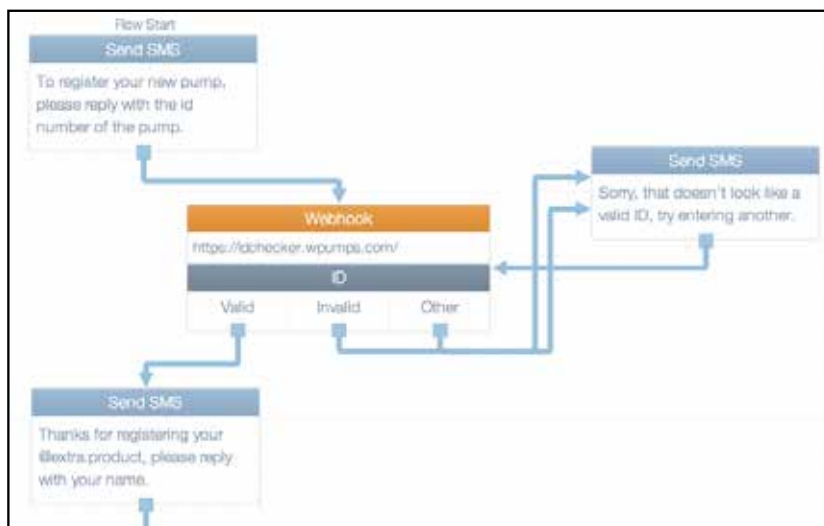 Flow Start
Send SMS
To register your new pump,
please reply with the id
number of the pump.
Send SMS
Sorry, that doesn't look like a
valid ID, try entering another.
Webhook
https://idchecker.wpumps.com/
ID
Valid
Invalid
Other
Send SMS
Thanks for registering your
@extra.product, please reply
with your name.